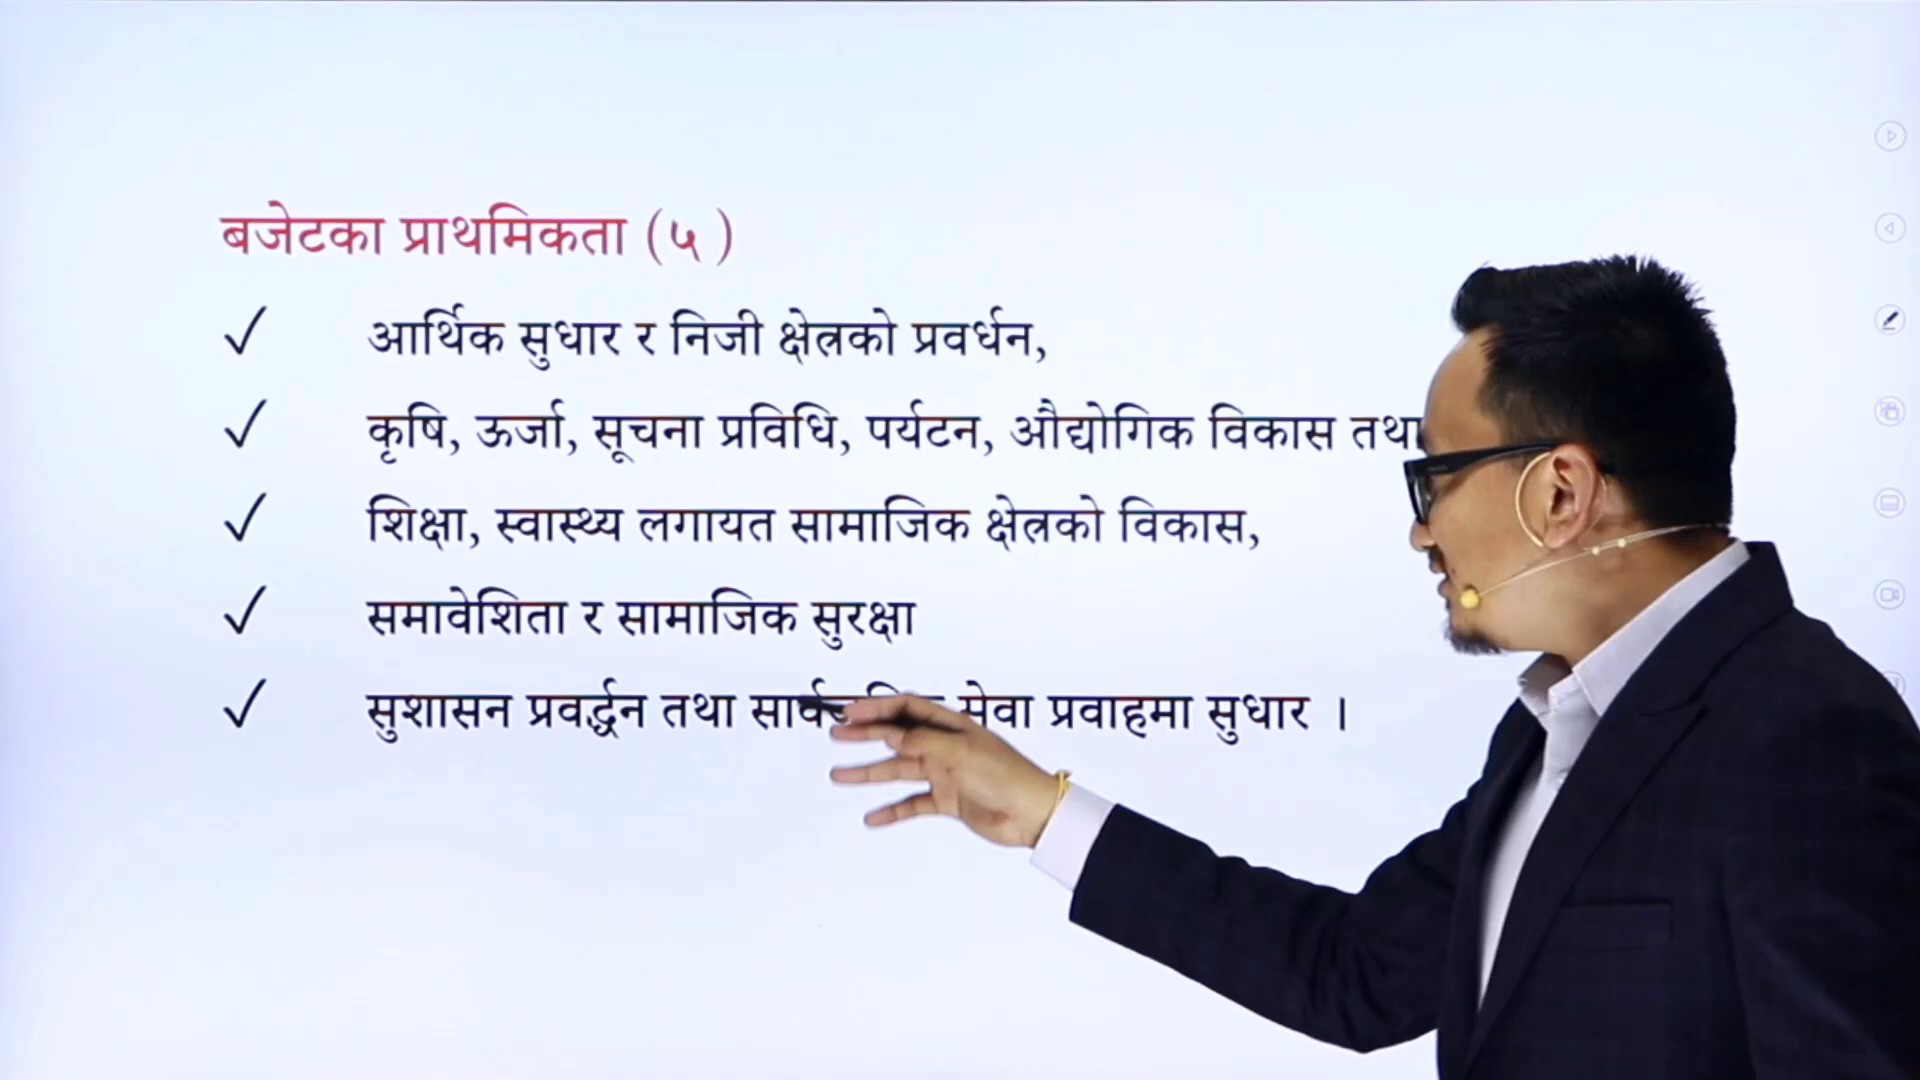 बजेटका प्राथमिकता (५ )
✓ आर्थिक सुधार र निजी क्षेत्रको प्रवर्धन,
✓ कृषि, ऊर्जा, सूचना प्रविधि, पर्यटन, औद्योगिक विकास तथा
✓ शिक्षा, स्वास्थ्य लगायत सामाजिक क्षेत्रको विकास,
✓ समावेशिता र सामाजिक सुरक्षा
✓ सुशासन प्रवर्द्धन तथा सेवा प्रवाहमा सुधार ।